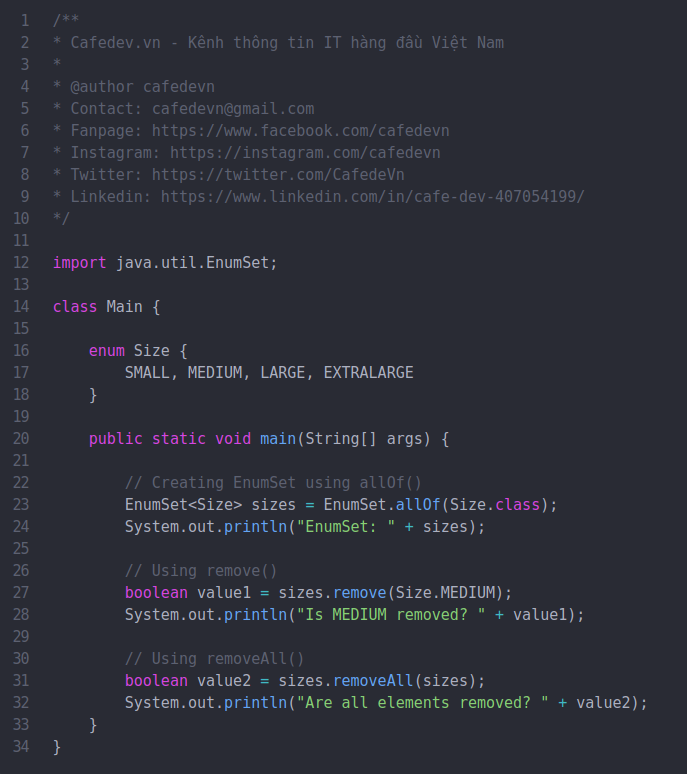 1 /**
2 * Cafedev.vn - Kênh thông tin IT hàng đầu Việt Nam
3 *
4 * @author cafedevn
5 * Contact: cafedevn@gmail.com
6 * Fanpage: https://www.facebook.com/cafedevn
7 * Instagram: https://instagram.com/cafedevn
8 * Twitter: https://twitter.com/CafedeVn
9 * Linkedin: https://www.linkedin.com/in/cafe-dev-407054199/
10 */
11
12 import java.util.EnumSet;
13
14 class Main {
15
16     enum Size {
17         SMALL, MEDIUM, LARGE, EXTRALARGE
18     }
19
20     public static void main(String[] args) {
21
22         // Creating EnumSet using allOf()
23         EnumSet<Size> sizes = EnumSet.allOf(Size.class);
24         System.out.println("EnumSet: " + sizes);
25
26         // Using remove()
27         boolean value1 = sizes.remove(Size.MEDIUM);
28         System.out.println("Is MEDIUM removed? " + value1);
29
30         // Using removeAll()
31         boolean value2 = sizes.removeAll(sizes);
32         System.out.println("Are all elements removed? " + value2);
33     }
34 }